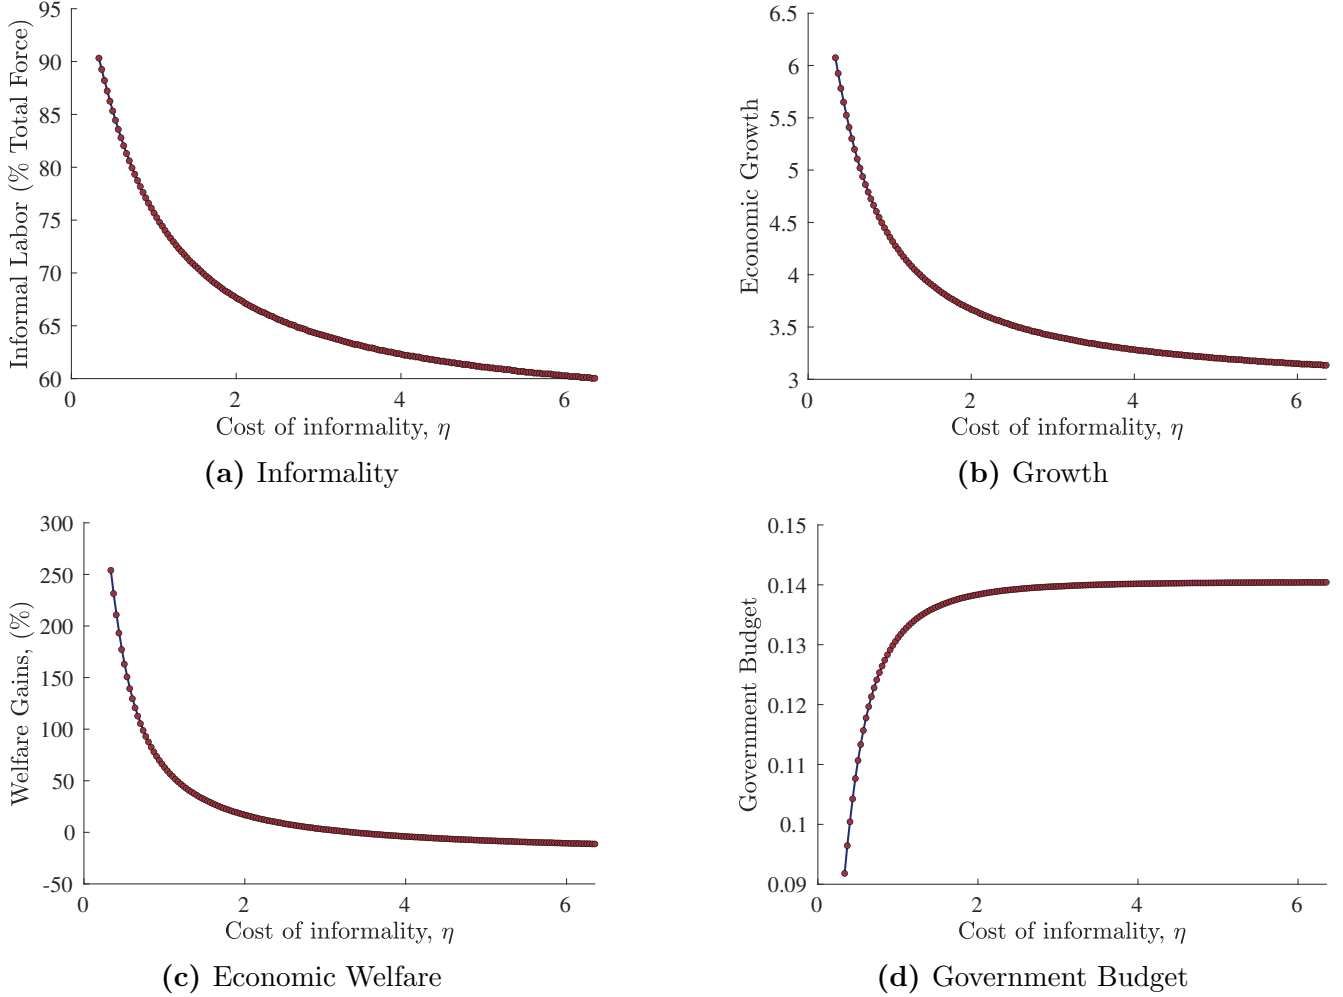 95
90
85
80
75
70
65
60
Informal Labor (% Total Force)
0 2 4 6
Cost of informality, η
(a) Informality
6.5
6
5.5
5
4.5
4
3.5
3
Economic Growth
0 2 4 6
Cost of informality, η
(b) Growth
300
250
200
150
100
50
0
-50
Welfare Gains, (%)
0 2 4 6
Cost of informality, η
(c) Economic Welfare
0.15
0.14
0.13
0.12
0.11
0.1
0.09
Government Budget
0 2 4 6
Cost of informality, η
(d) Government Budget